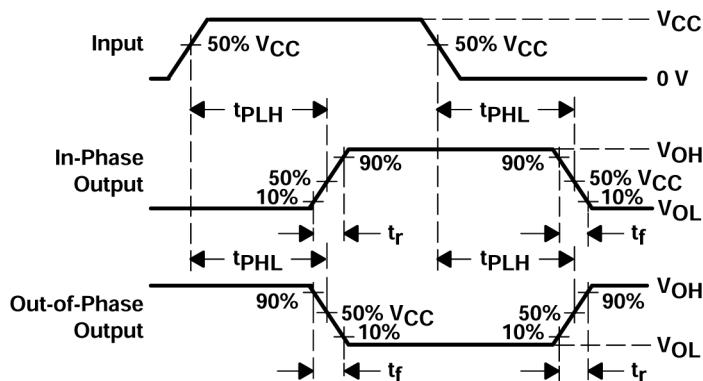 VCC
Input
50% VCC
50% VCC
0 V
tPLH
tPHL
In-Phase
Output
90%
90%
VOH
50%
50% VCC
10%
10%
VOL
tr
tf
tPHL
tPLH
Out-of-Phase
Output
90%
90%
VOH
50% VCC
50%
10%
10%
VOL
tf
tr